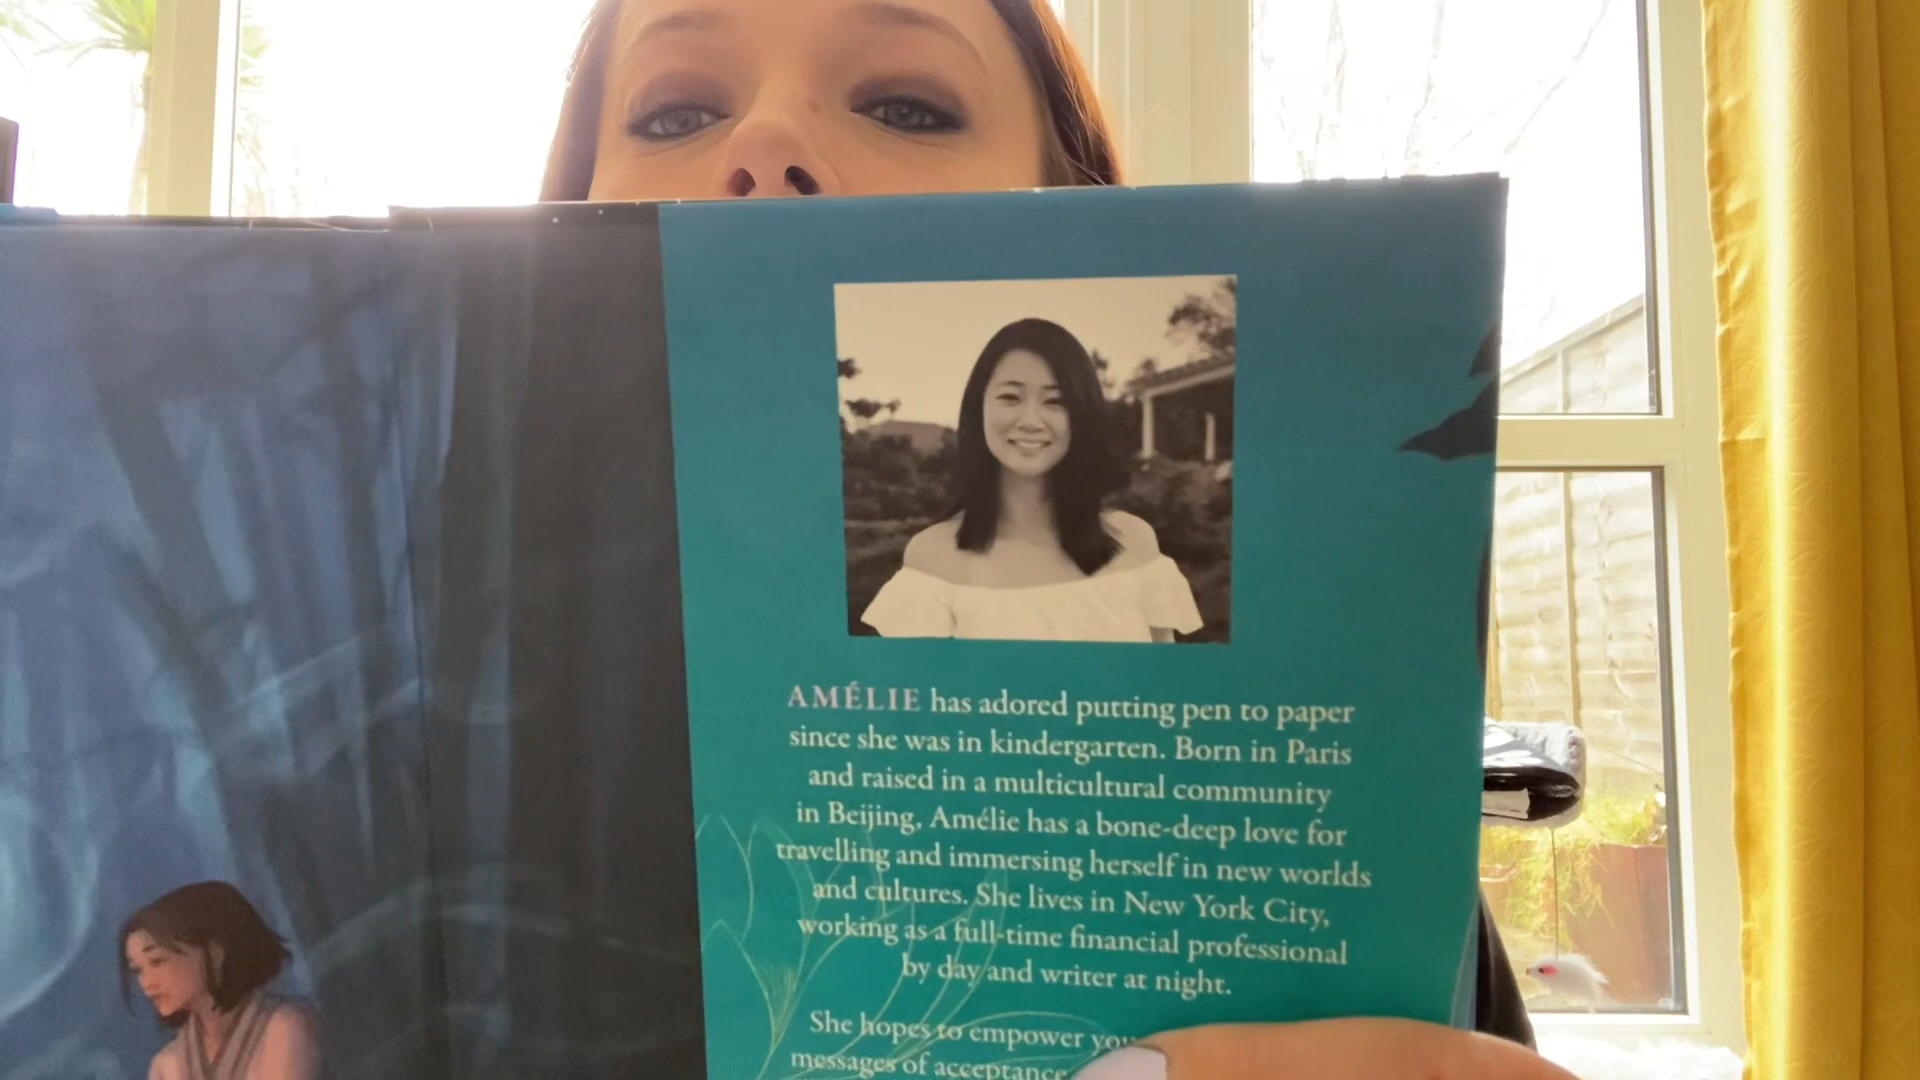 AMÉLIE has adored putting pen to paper
since she was in kindergarten. Born in Paris
and raised in a multicultural community
in Beijing, Amélie has a bone-deep love for
travelling and immersing herself in new worlds
and cultures. She lives in New York City,
working as a full-time financial professional
by day and writer at night.
She hopes to empower
messages of acceptance